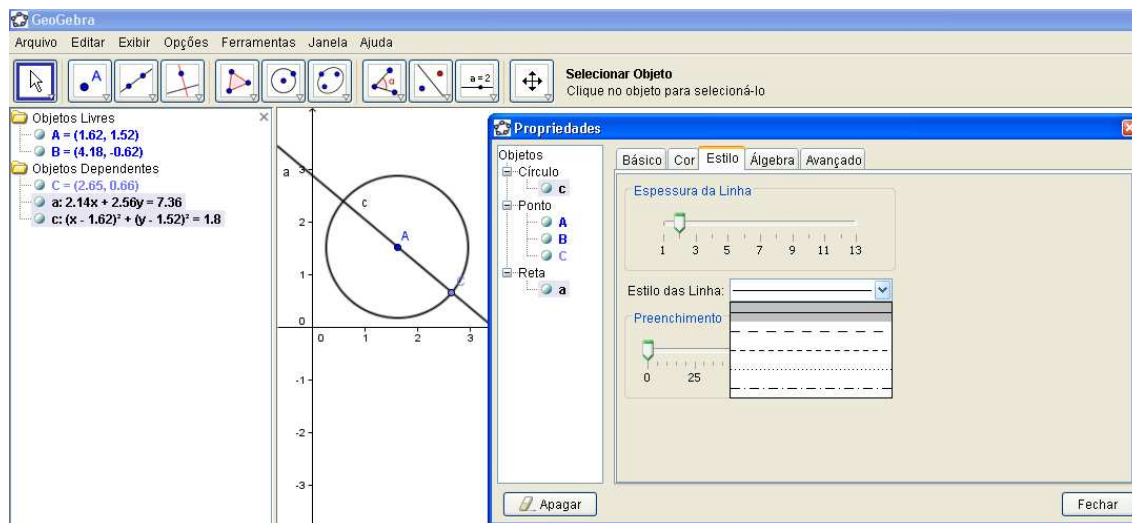 GeoGebra
Arquivo Editar Exibir Opções Ferramentas Janela Ajuda
A
α
a = 2
Selecionar Objeto
Clique no objeto para selecioná-lo
Objetos Livres
A = (1.62, 1.52)
B = (4.18, -0.62)
Objetos Dependentes
C = (2.65, 0.66)
a: 2.14x + 2.56y = 7.36
c: (x - 1.62)² + (y - 1.52)² = 1.8
a
c
A
C
3
2
1
0
-1
-2
-3
0 1 2 3
Propriedades
Objetos
Círculo
c
Ponto
A
B
C
Reta
a
Básico Cor Estilo Álgebra Avançado
Espessura da Linha
1 3 5 7 9 11 13
Estilo das Linha:
Preenchimento
0 25
Apagar
Fechar